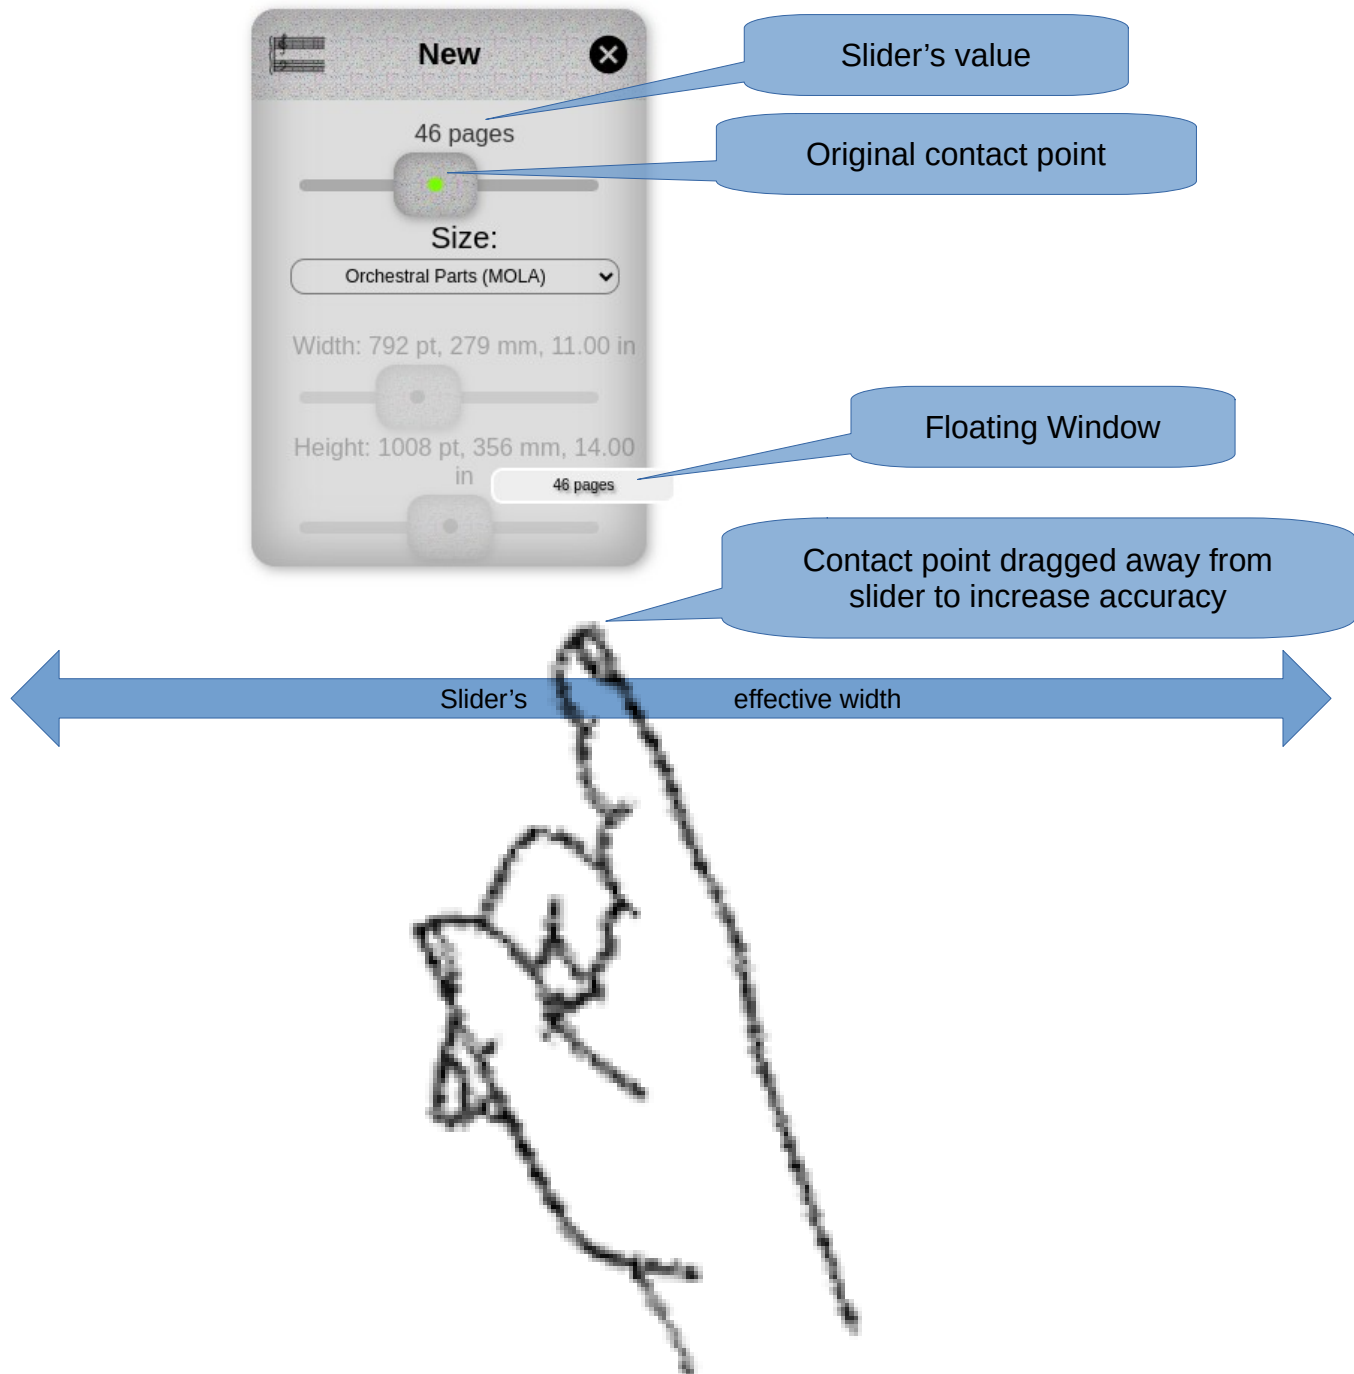 New
Slider’s value
46 pages
Original contact point
Size:
Orchestral Parts (MOLA)
Width: 792 pt, 279 mm, 11.00 in
Height: 1008 pt, 356 mm, 14.00
in
46 pages
Floating Window
Contact point dragged away from
slider to increase accuracy
Slider’s effective width